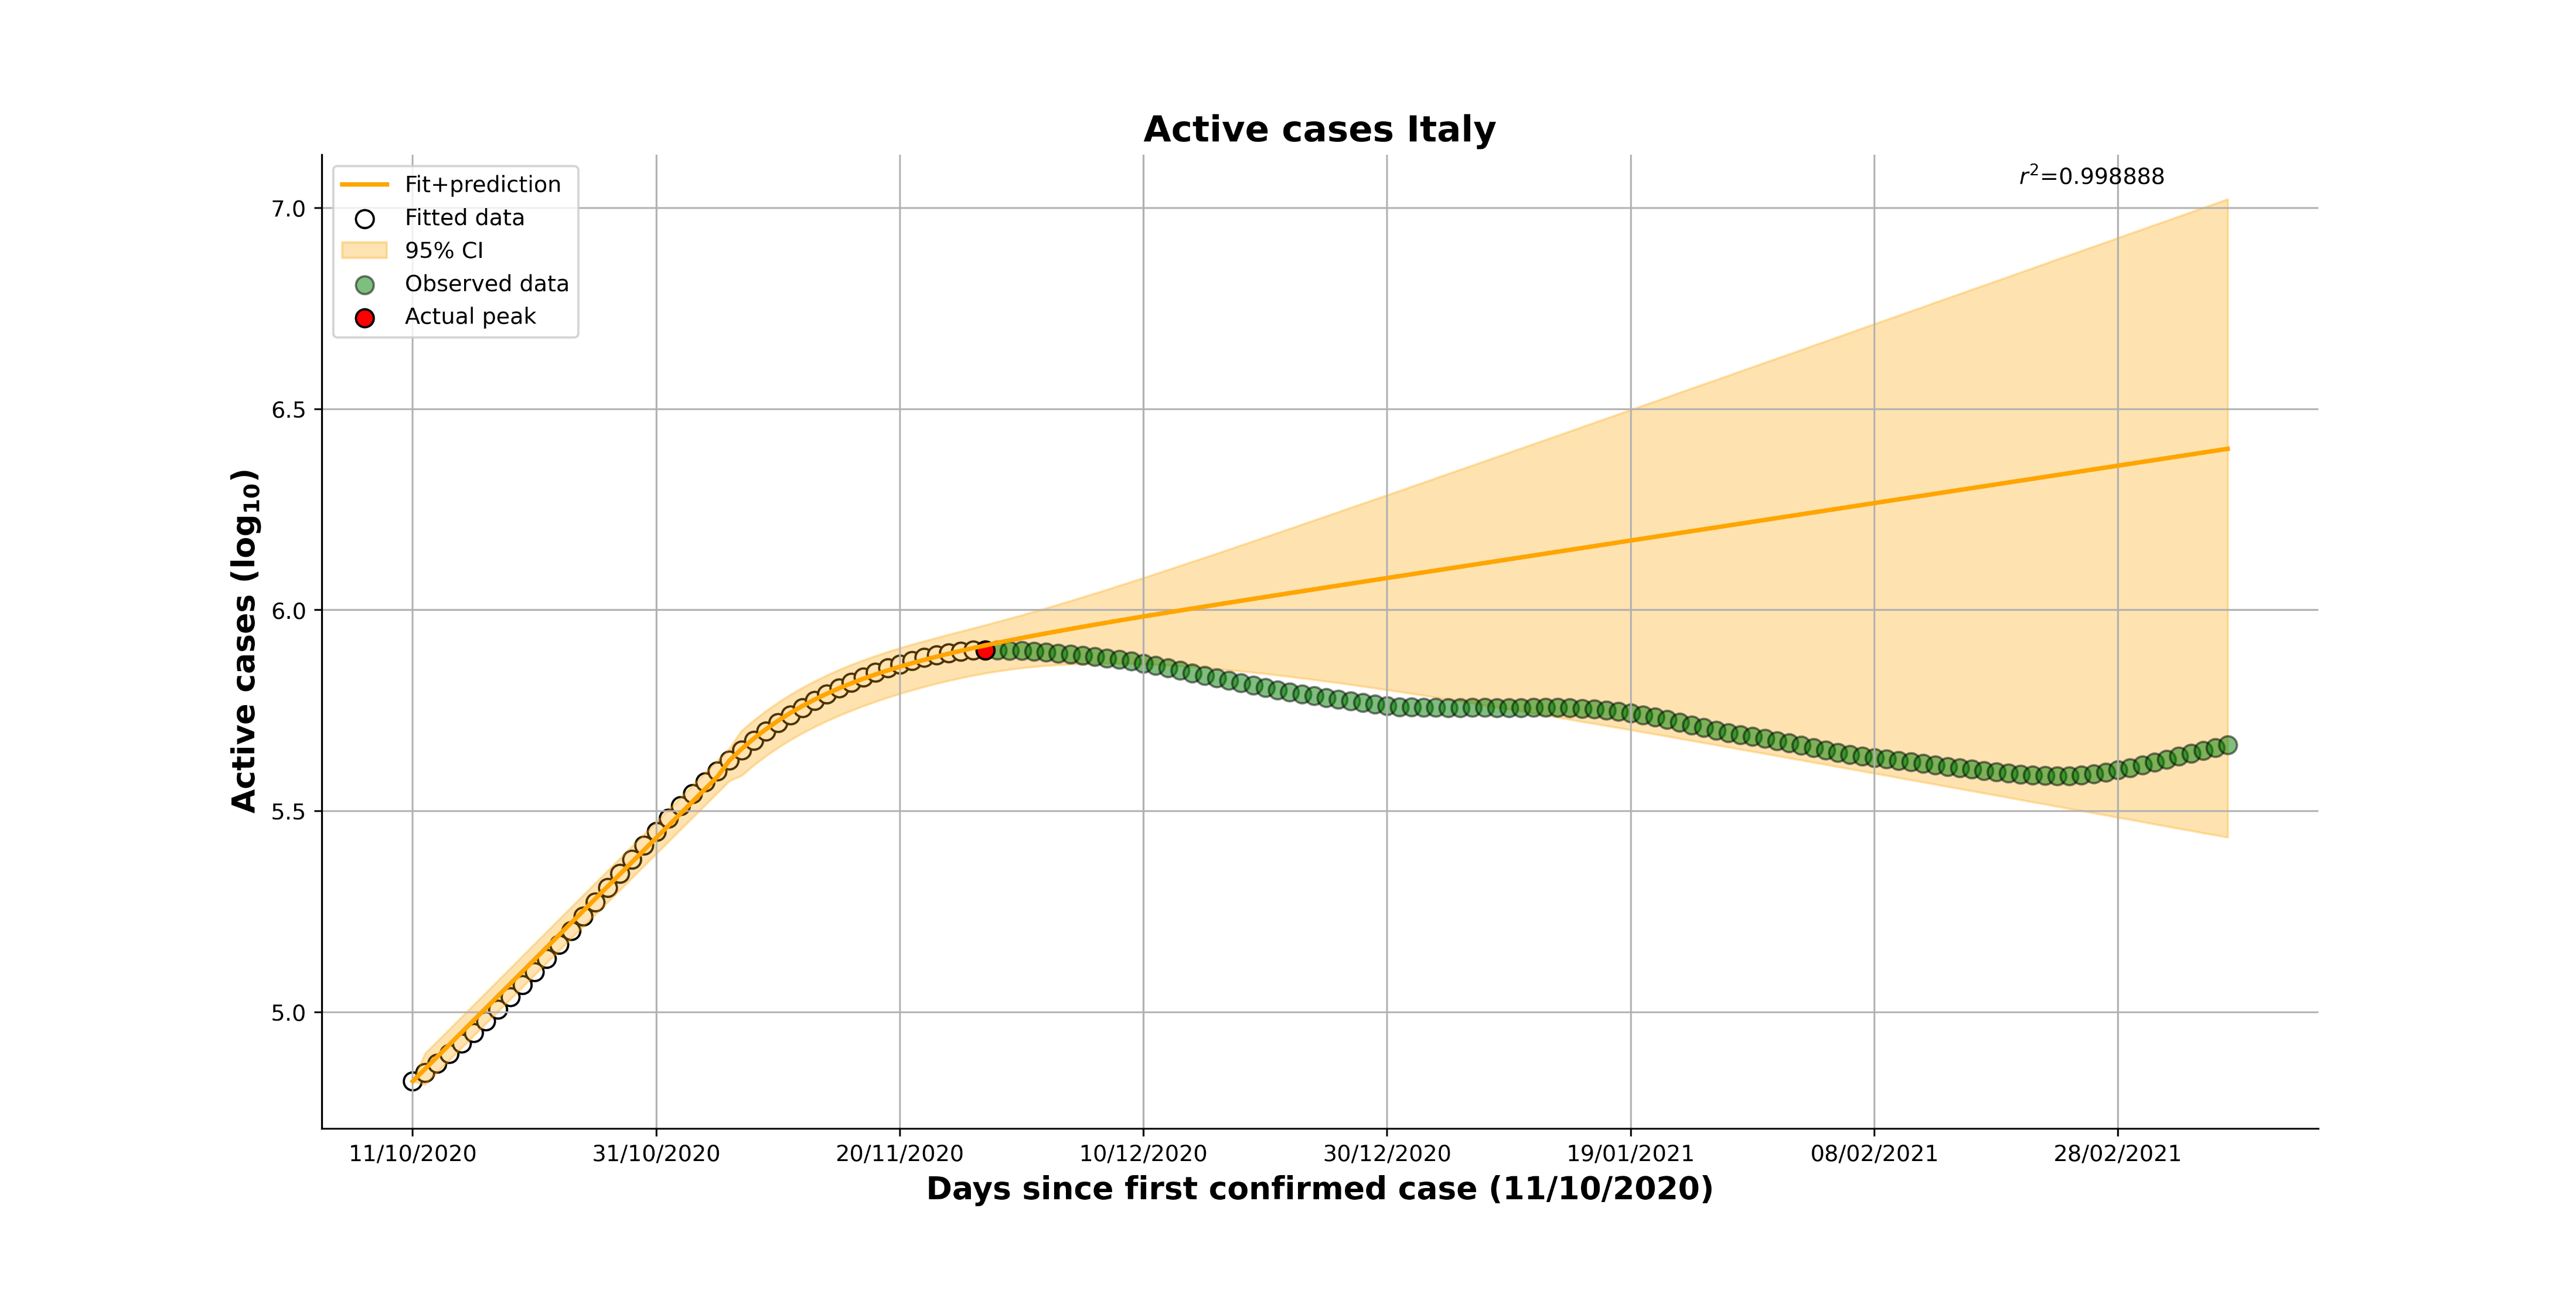 Active cases Italy
r²=0.998888
Fit+prediction
Fitted data
95% CI
Observed data
Actual peak
7.0
6.5
6.0
5.5
5.0
Active cases (log₁₀)
11/10/2020 31/10/2020 20/11/2020 10/12/2020 30/12/2020 19/01/2021 08/02/2021 28/02/2021
Days since first confirmed case (11/10/2020)